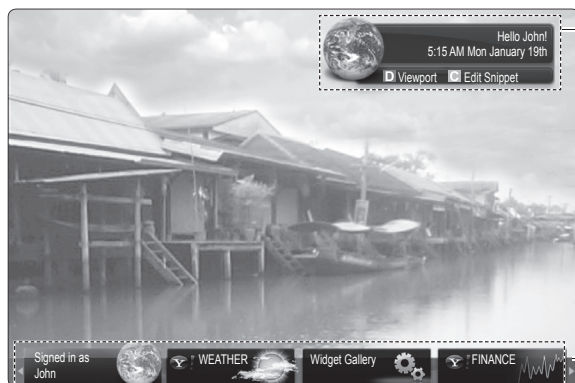 Hello John!
5:15 AM Mon January 19th
D Viewport C Edit Snippet
Signed in as
John
WEATHER
Widget Gallery
FINANCE